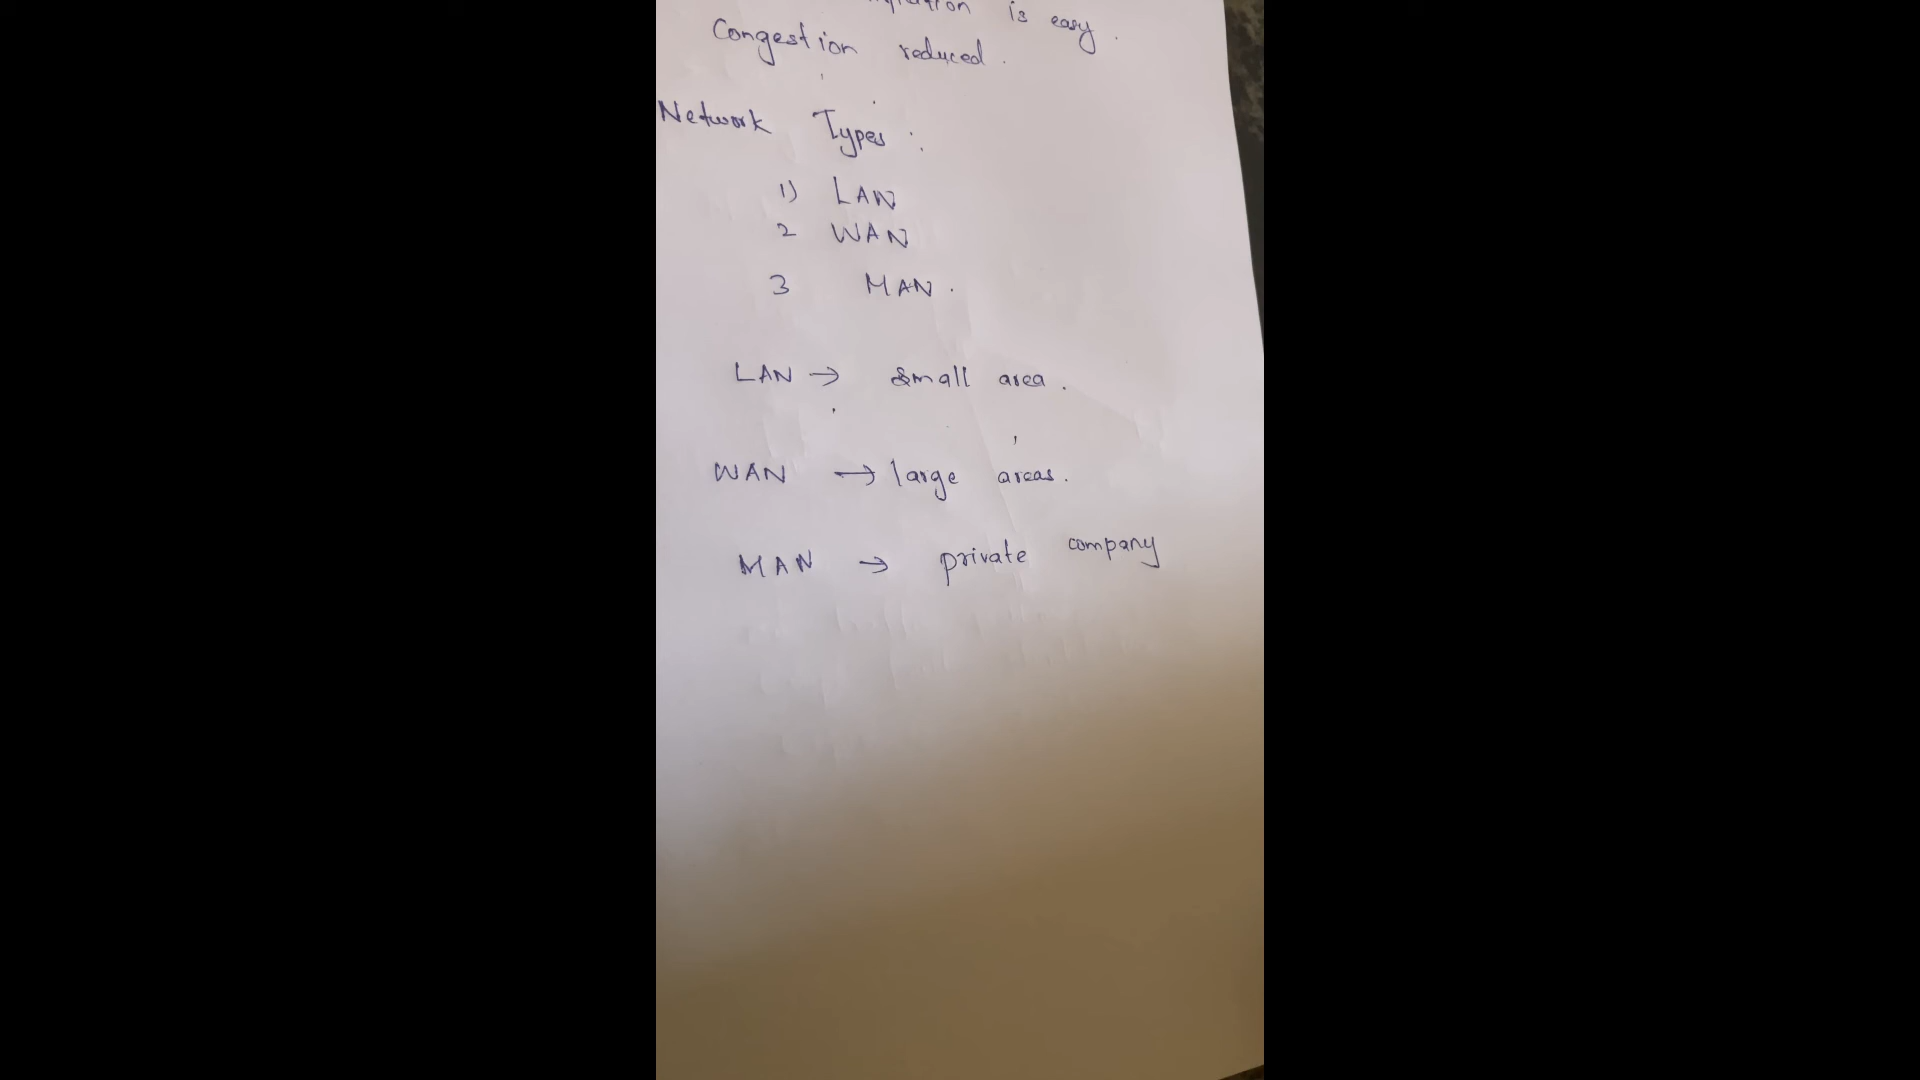 is easy.
Congestion reduced.
Network Types:
1) LAN
2 WAN
3 MAN.
LAN → small area.
WAN → large areas.
MAN → private company